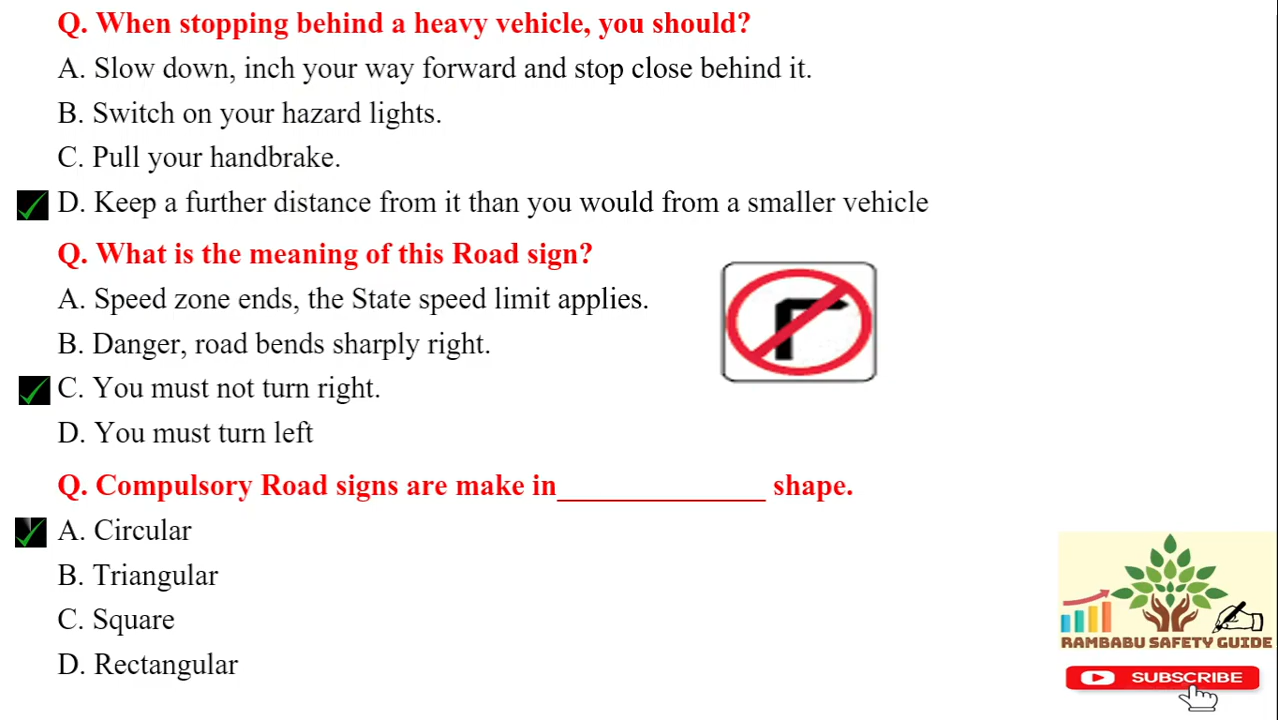 Q. When stopping behind a heavy vehicle, you should?
A. Slow down, inch your way forward and stop close behind it.
B. Switch on your hazard lights.
C. Pull your handbrake.
D. Keep a further distance from it than you would from a smaller vehicle
Q. What is the meaning of this Road sign?
A. Speed zone ends, the State speed limit applies.
B. Danger, road bends sharply right.
C. You must not turn right.
D. You must turn left
Q. Compulsory Road signs are make in______________ shape.
A. Circular
B. Triangular
C. Square
D. Rectangular
RAMBABU SAFETY GUIDE
SUBSCRIBE